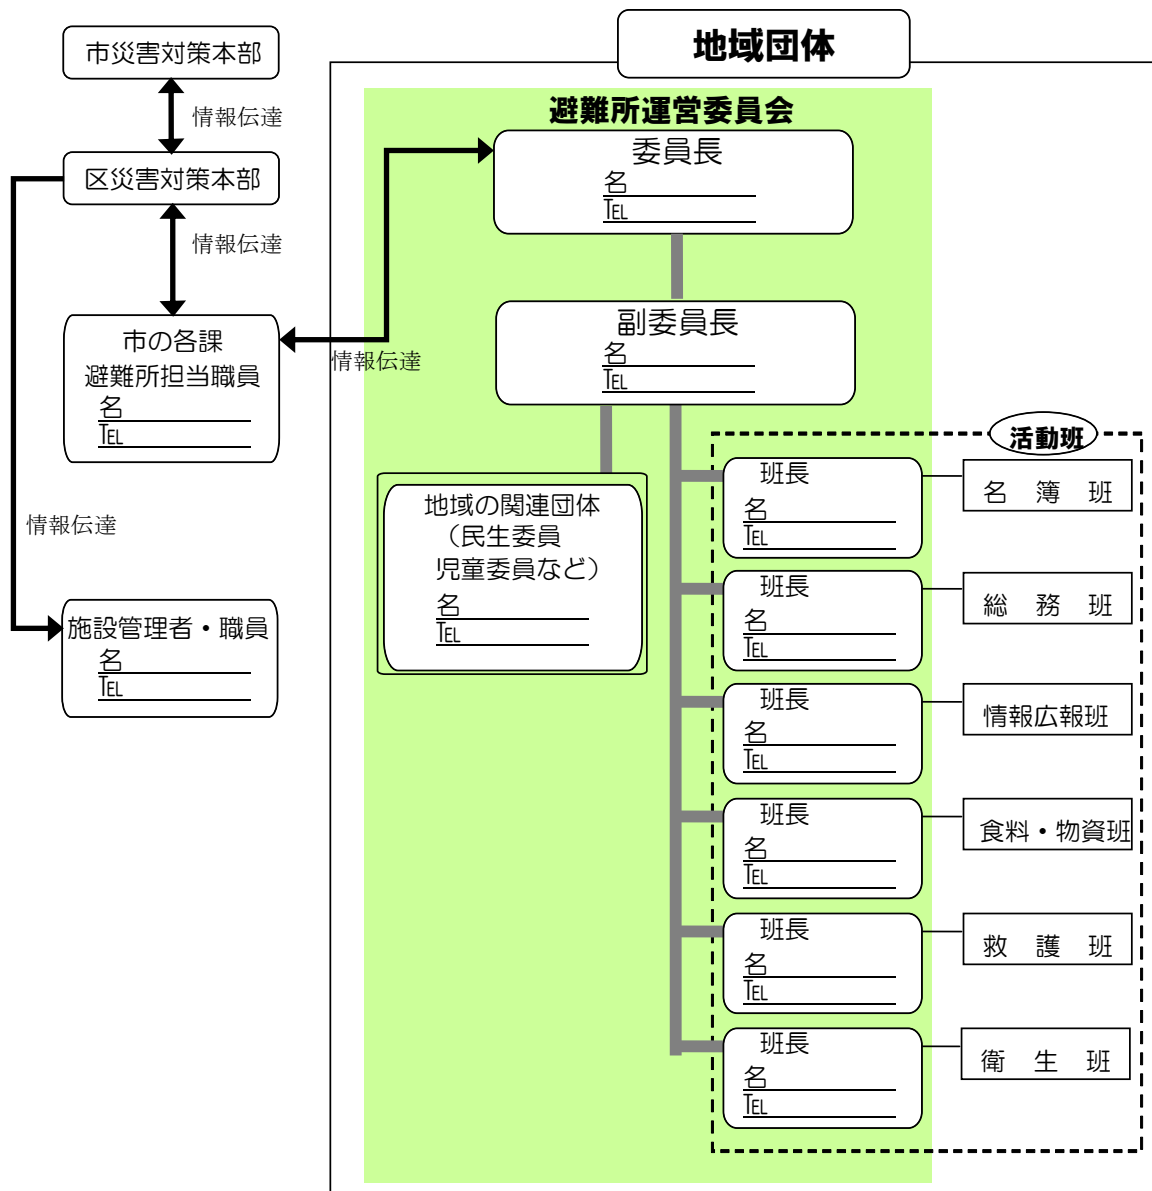 地域団体
市災害対策本部
情報伝達
区災害対策本部
情報伝達
市の各課
避難所担当職員
名
TEL
情報伝達
情報伝達
施設管理者・職員
名
TEL
避難所運営委員会
委員長
名
TEL
副委員長
名
TEL
地域の関連団体
（民生委員
児童委員など）
名
TEL
活動班
班長
名
TEL
名簿班
班長
名
TEL
総務班
班長
名
TEL
情報広報班
班長
名
TEL
食料・物資班
班長
名
TEL
救護班
班長
名
TEL
衛生班